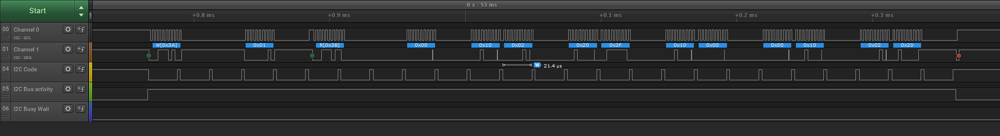 Start
0 s : 53 ms
+0.8 ms +0.9 ms +0.1 ms +0.2 ms +0.3 ms
00 Channel 0
I2C - SCL
01 Channel 1
I2C - SDA
W[0x3A] 0x01 R[0x3B] 0x00 0x10 0x02 0x20 0x3F 0x10 0x00 0x00 0x10 0x02 0x20
W 21.4 µs
04 I2C Code
05 I2C Bus activity
06 I2C Busy Wait